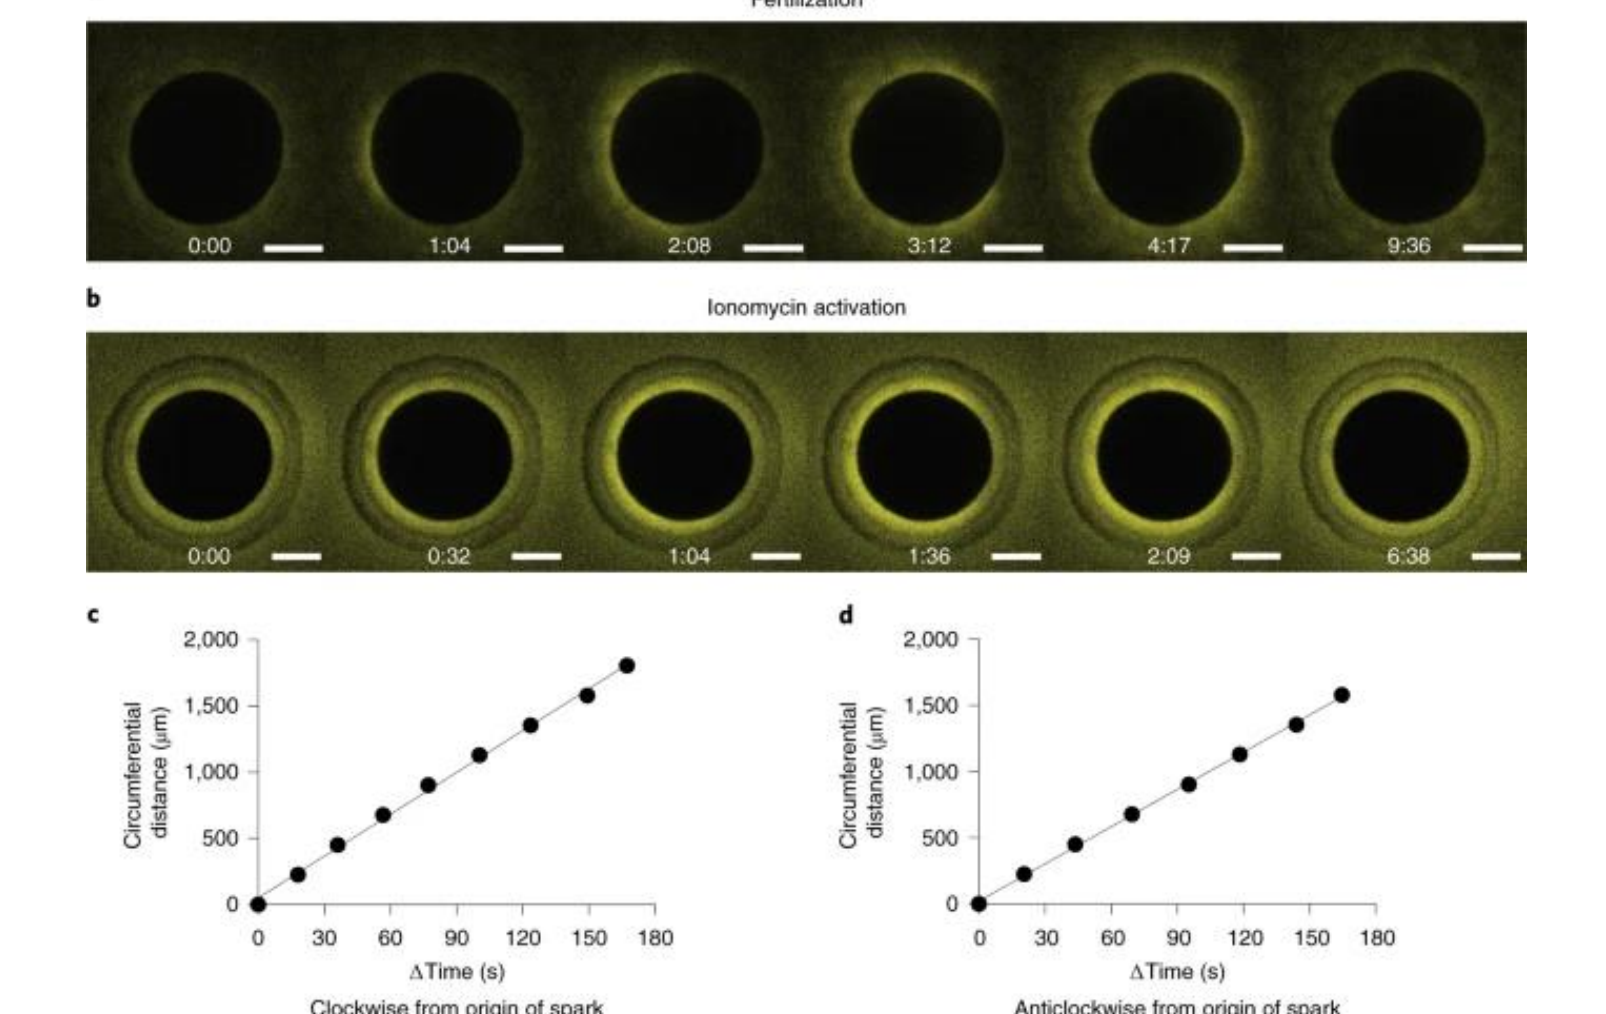 Fertilization
0:00 1:04 2:08 3:12 4:17 9:36
b
Ionomycin activation
0:00 0:32 1:04 1:36 2:09 6:38
c
2,000
1,500
1,000
500
0
Circumferential
distance (μm)
0 30 60 90 120 150 180
ΔTime (s)
Clockwise from origin of spark
d
2,000
1,500
1,000
500
0
Circumferential
distance (μm)
0 30 60 90 120 150 180
ΔTime (s)
Anticlockwise from origin of spark